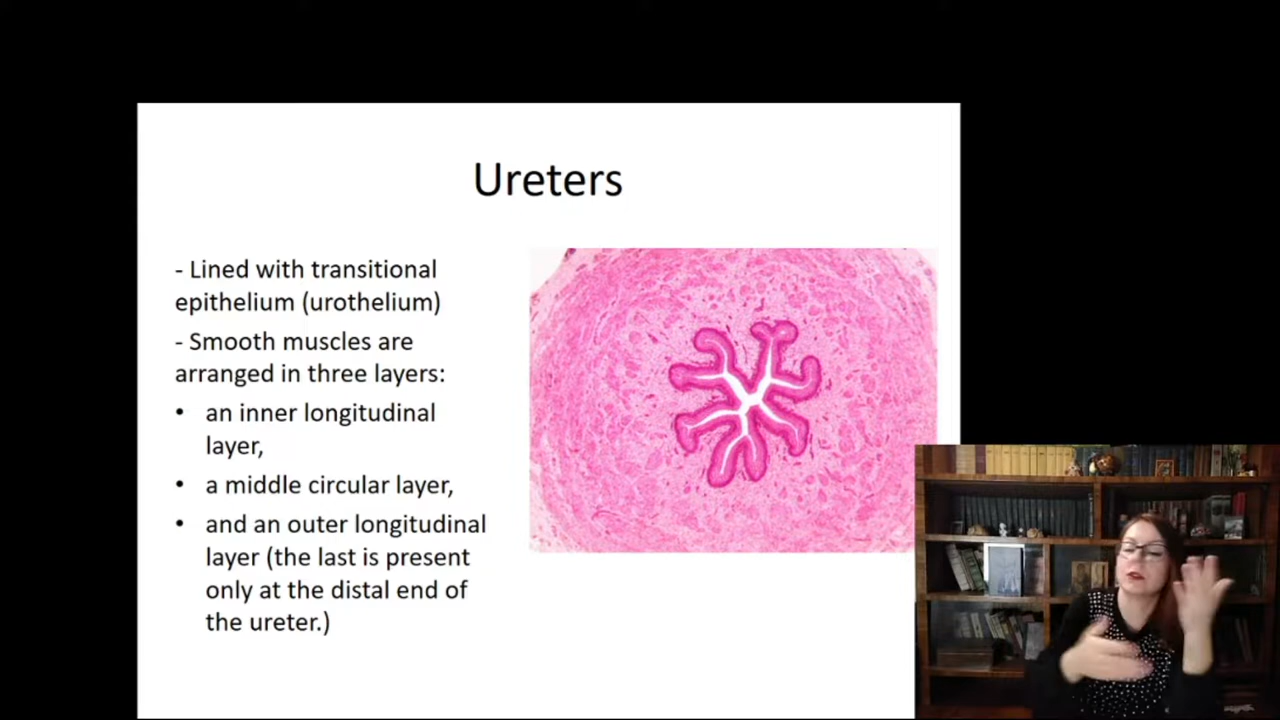 Ureters
- Lined with transitional
epithelium (urothelium)
- Smooth muscles are
arranged in three layers:
• an inner longitudinal
layer,
• a middle circular layer,
• and an outer longitudinal
layer (the last is present
only at the distal end of
the ureter.)